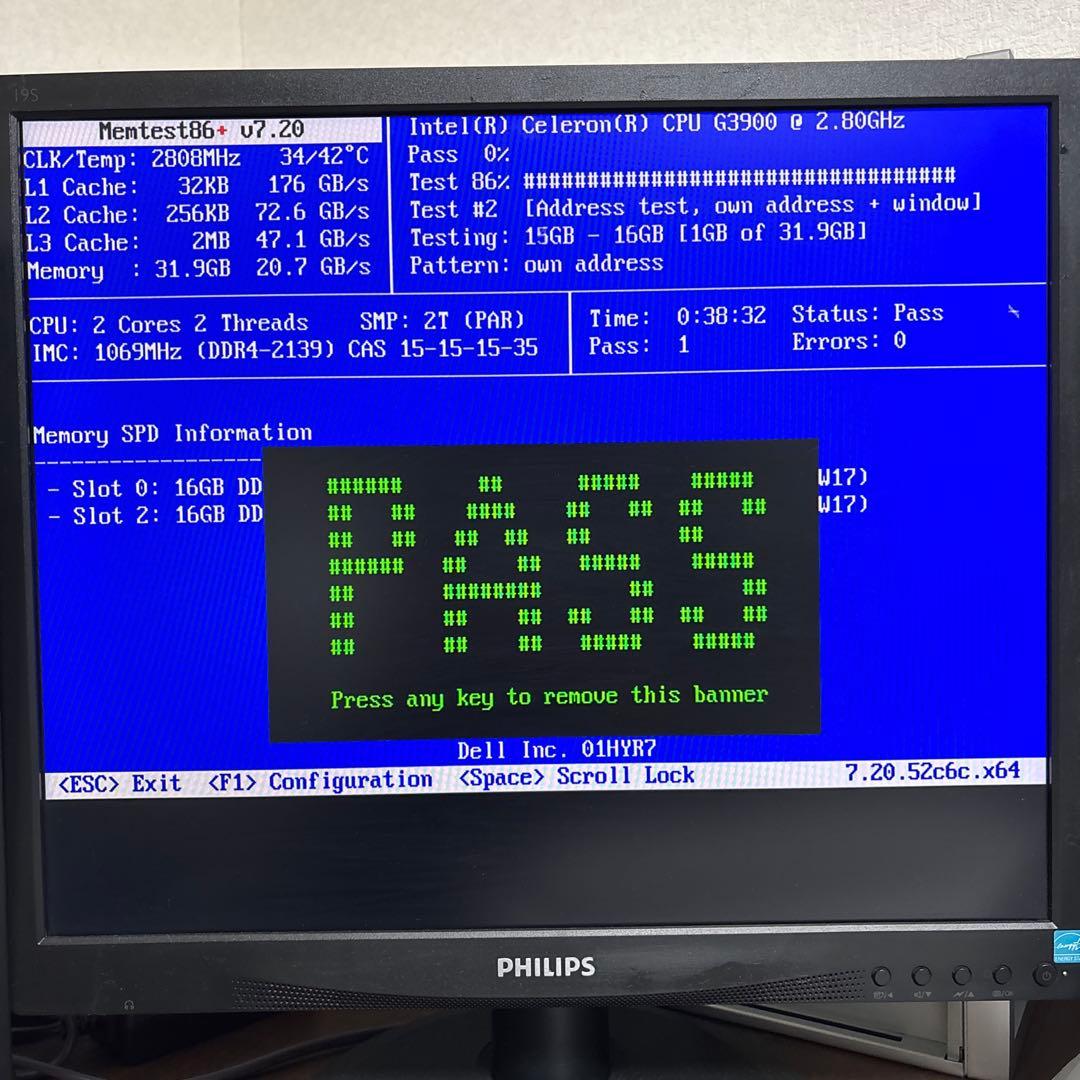 19S
Memtest86+ v7.20
CLK/Temp: 2808MHz 34/42°C
L1 Cache: 32KB 176 GB/s
L2 Cache: 256KB 72.6 GB/s
L3 Cache: 2MB 47.1 GB/s
Memory : 31.9GB 20.7 GB/s
Intel(R) Celeron(R) CPU G3900 @ 2.80GHz
Pass 0%
Test 86% ###################################
Test #2 [Address test, own address + window]
Testing: 15GB - 16GB [1GB of 31.9GB]
Pattern: own address
CPU: 2 Cores 2 Threads SMP: 2T (PAR)
IMC: 1069MHz (DDR4-2139) CAS 15-15-15-35
Time: 0:38:32 Status: Pass
Pass: 1 Errors: 0
Memory SPD Information
- Slot 0: 16GB DD W17)
- Slot 2: 16GB DD W17)
PASS
Press any key to remove this banner
Dell Inc. 01HYR7
<ESC> Exit <F1> Configuration <Space> Scroll Lock 7.20.52c6c.x64
PHILIPS